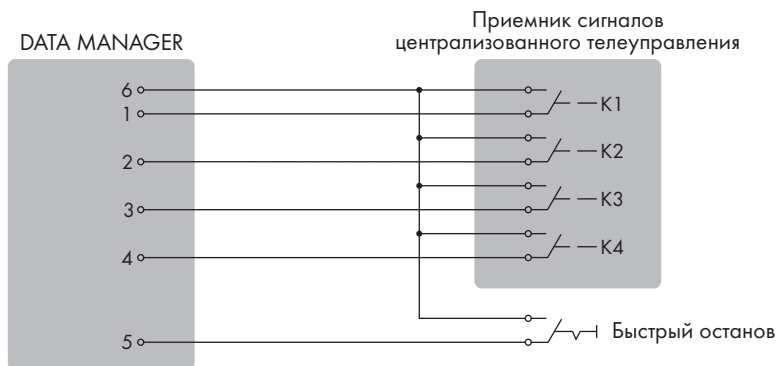 Приемник сигналов
централизованного телеуправления
DATA MANAGER
6
1
K1
2
K2
3
K3
4
K4
5
Быстрый останов